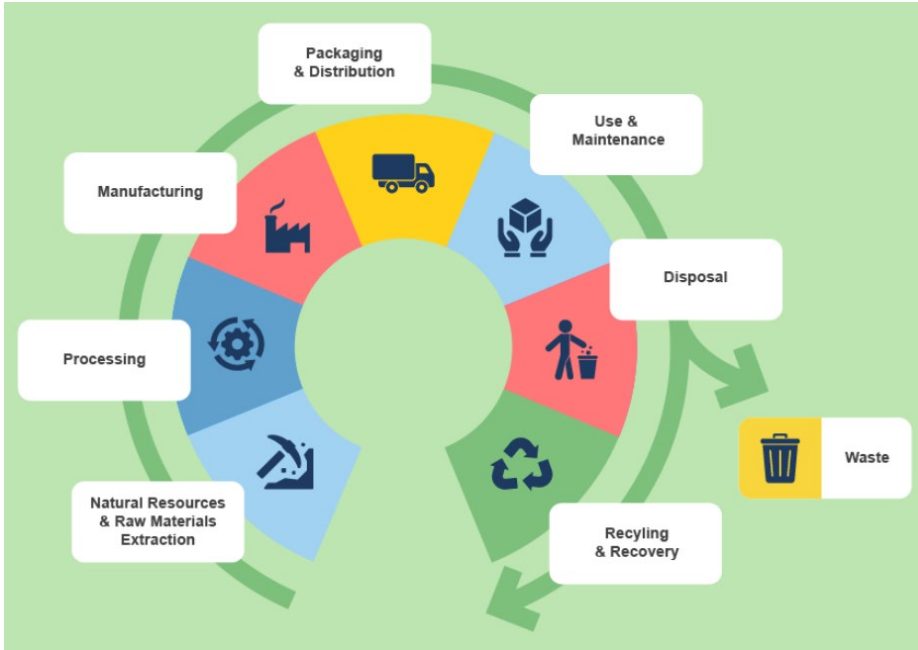 Packaging
& Distribution
Use &
Maintenance
Manufacturing
Disposal
Processing
Waste
Natural Resources
& Raw Materials
Extraction
Recyling
& Recovery